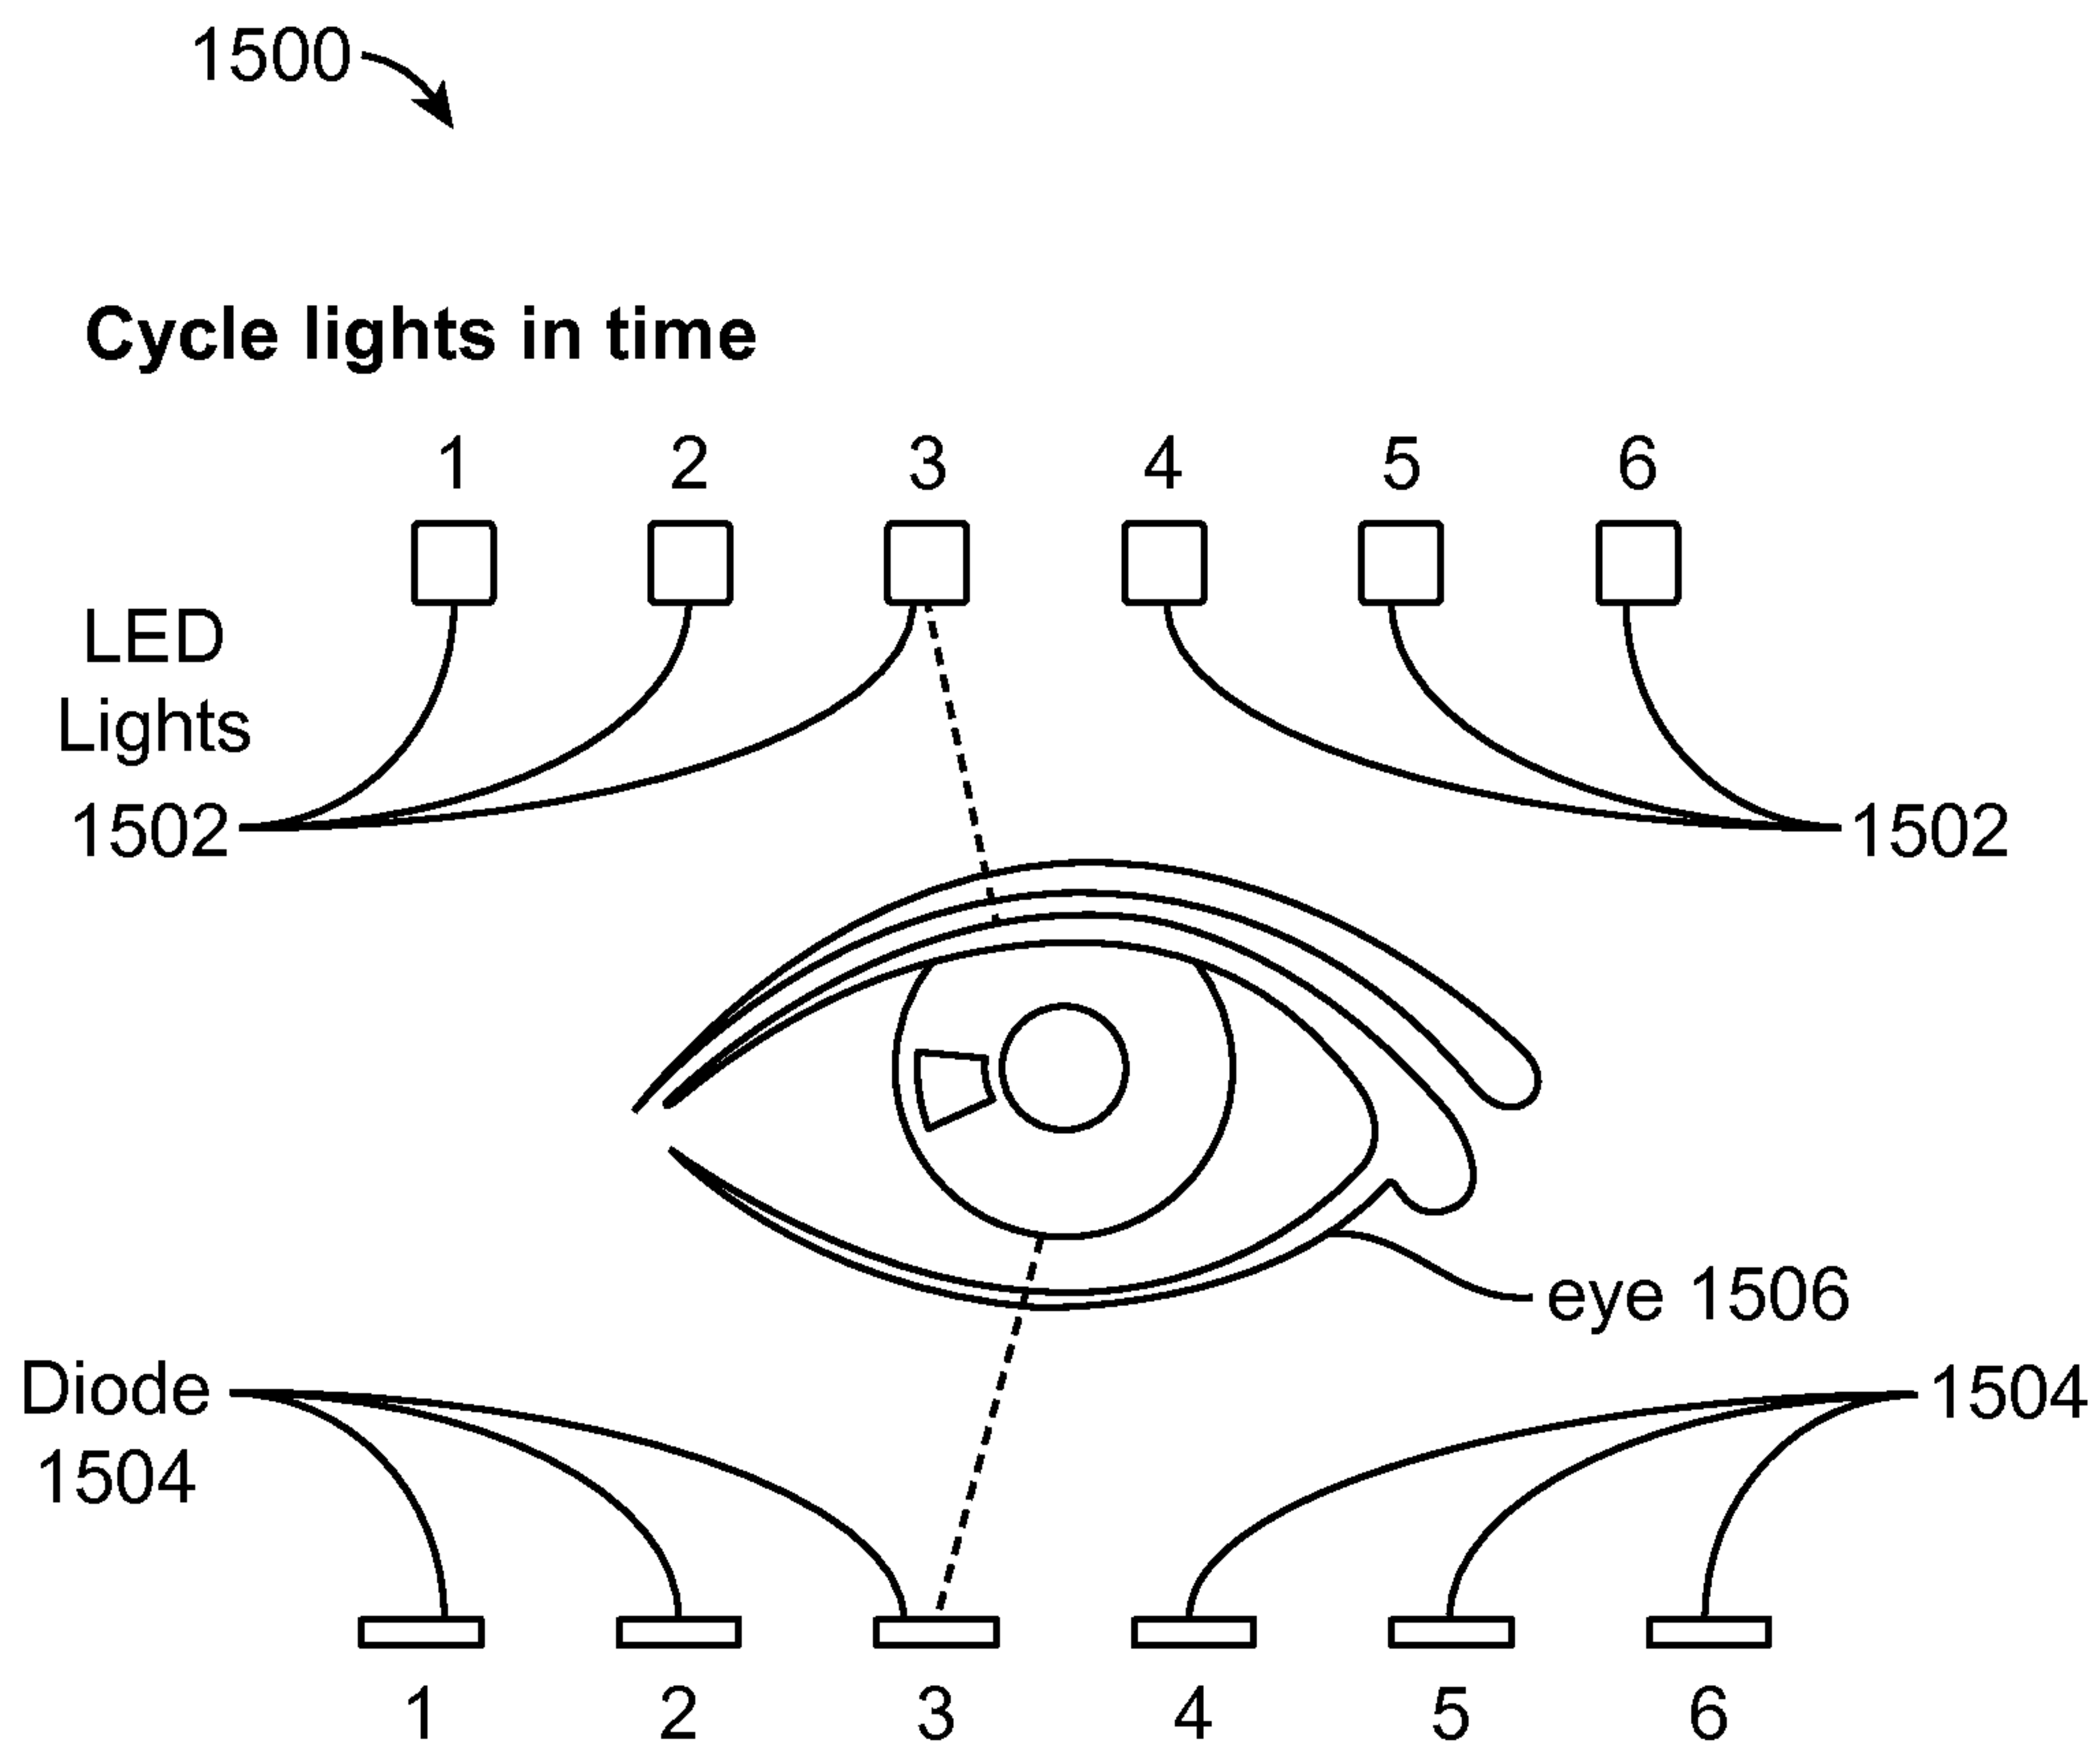 1500
Cycle lights in time
1 2 3 4 5 6
LED
Lights
1502 1502
eye 1506
Diode 1504
1504
1 2 3 4 5 6